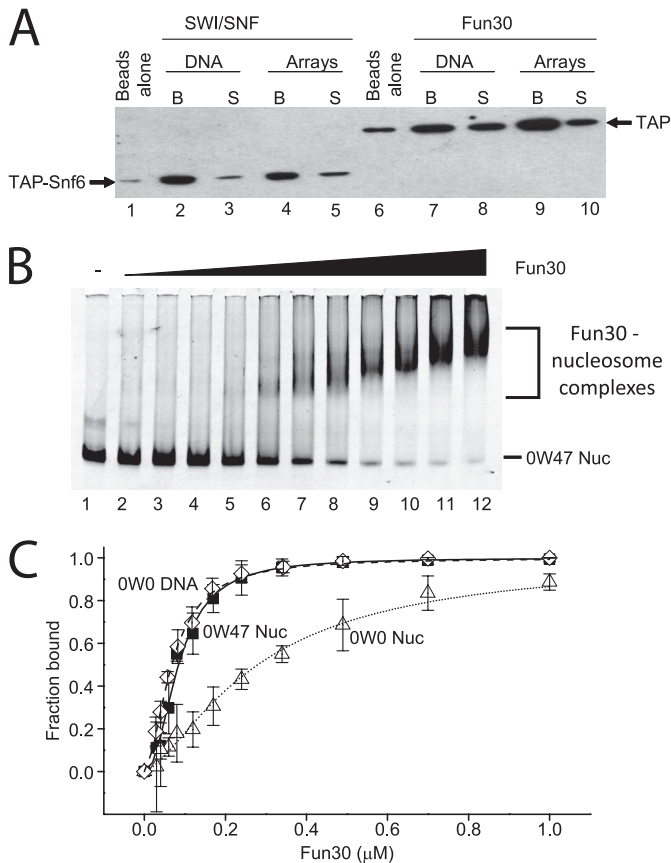 A
SWI/SNF Fun30
Beads alone DNA Arrays Beads alone DNA Arrays
B S B S B S B S
TAP
TAP-Snf6
1 2 3 4 5 6 7 8 9 10
B
- Fun30
Fun30 -
nucleosome
complexes
0W47 Nuc
1 2 3 4 5 6 7 8 9 10 11 12
C
1.0
0.8
0.6
0.4
0.2
0.0
Fraction bound
0W0 DNA
0W47 Nuc
0W0 Nuc
0.0 0.2 0.4 0.6 0.8 1.0
Fun30 (μM)